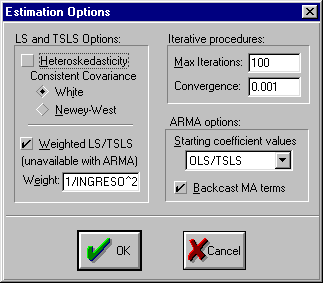 Estimation Options
LS and TSLS Options:
Heteroskedasticity
Consistent Covariance
White
Newey-West
Weighted LS/TSLS
(unavailable with ARMA)
Weight: 1/INGRESO^2
Iterative procedures:
Max Iterations: 100
Convergence: 0.001
ARMA options:
Starting coefficient values
OLS/TSLS
Backcast MA terms
OK
Cancel